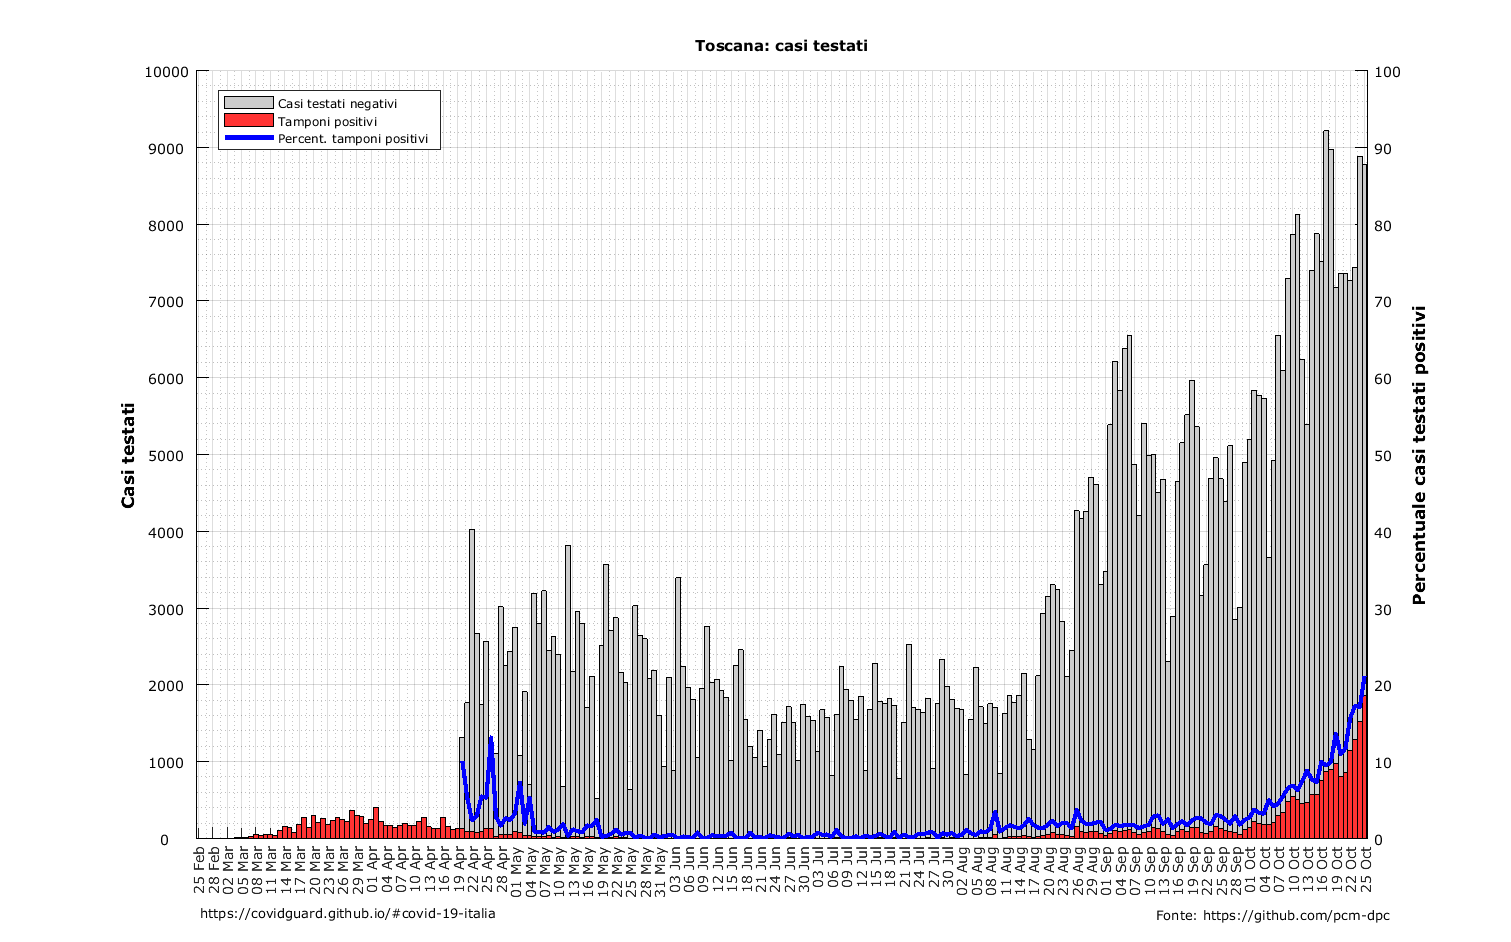 Toscana: casi testati
10000
9000
8000
7000
6000
5000
4000
3000
2000
1000
0
Casi testati
Casi testati negativi
Tamponi positivi
Percent. tamponi positivi
100
90
80
70
60
50
40
30
20
10
0
Percentuale casi testati positivi
25 Feb
28 Feb
02 Mar
05 Mar
08 Mar
11 Mar
14 Mar
17 Mar
20 Mar
23 Mar
26 Mar
29 Mar
01 Apr
04 Apr
07 Apr
10 Apr
13 Apr
16 Apr
19 Apr
22 Apr
25 Apr
28 Apr
01 May
04 May
07 May
10 May
13 May
16 May
19 May
22 May
25 May
28 May
31 May
03 Jun
06 Jun
09 Jun
12 Jun
15 Jun
18 Jun
21 Jun
24 Jun
27 Jun
30 Jun
03 Jul
06 Jul
09 Jul
12 Jul
15 Jul
18 Jul
21 Jul
24 Jul
27 Jul
30 Jul
02 Aug
05 Aug
08 Aug
11 Aug
14 Aug
17 Aug
20 Aug
23 Aug
26 Aug
29 Aug
01 Sep
04 Sep
07 Sep
10 Sep
13 Sep
16 Sep
19 Sep
22 Sep
25 Sep
28 Sep
01 Oct
04 Oct
07 Oct
10 Oct
13 Oct
16 Oct
19 Oct
22 Oct
25 Oct
https://covidguard.github.io/#covid-19-italia
Fonte: https://github.com/pcm-dpc